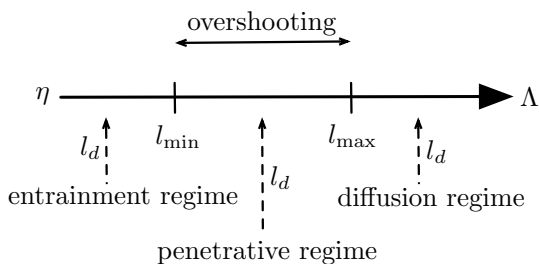 overshooting
η Λ
l_min l_max
l_d l_d l_d
entrainment regime diffusion regime
penetrative regime